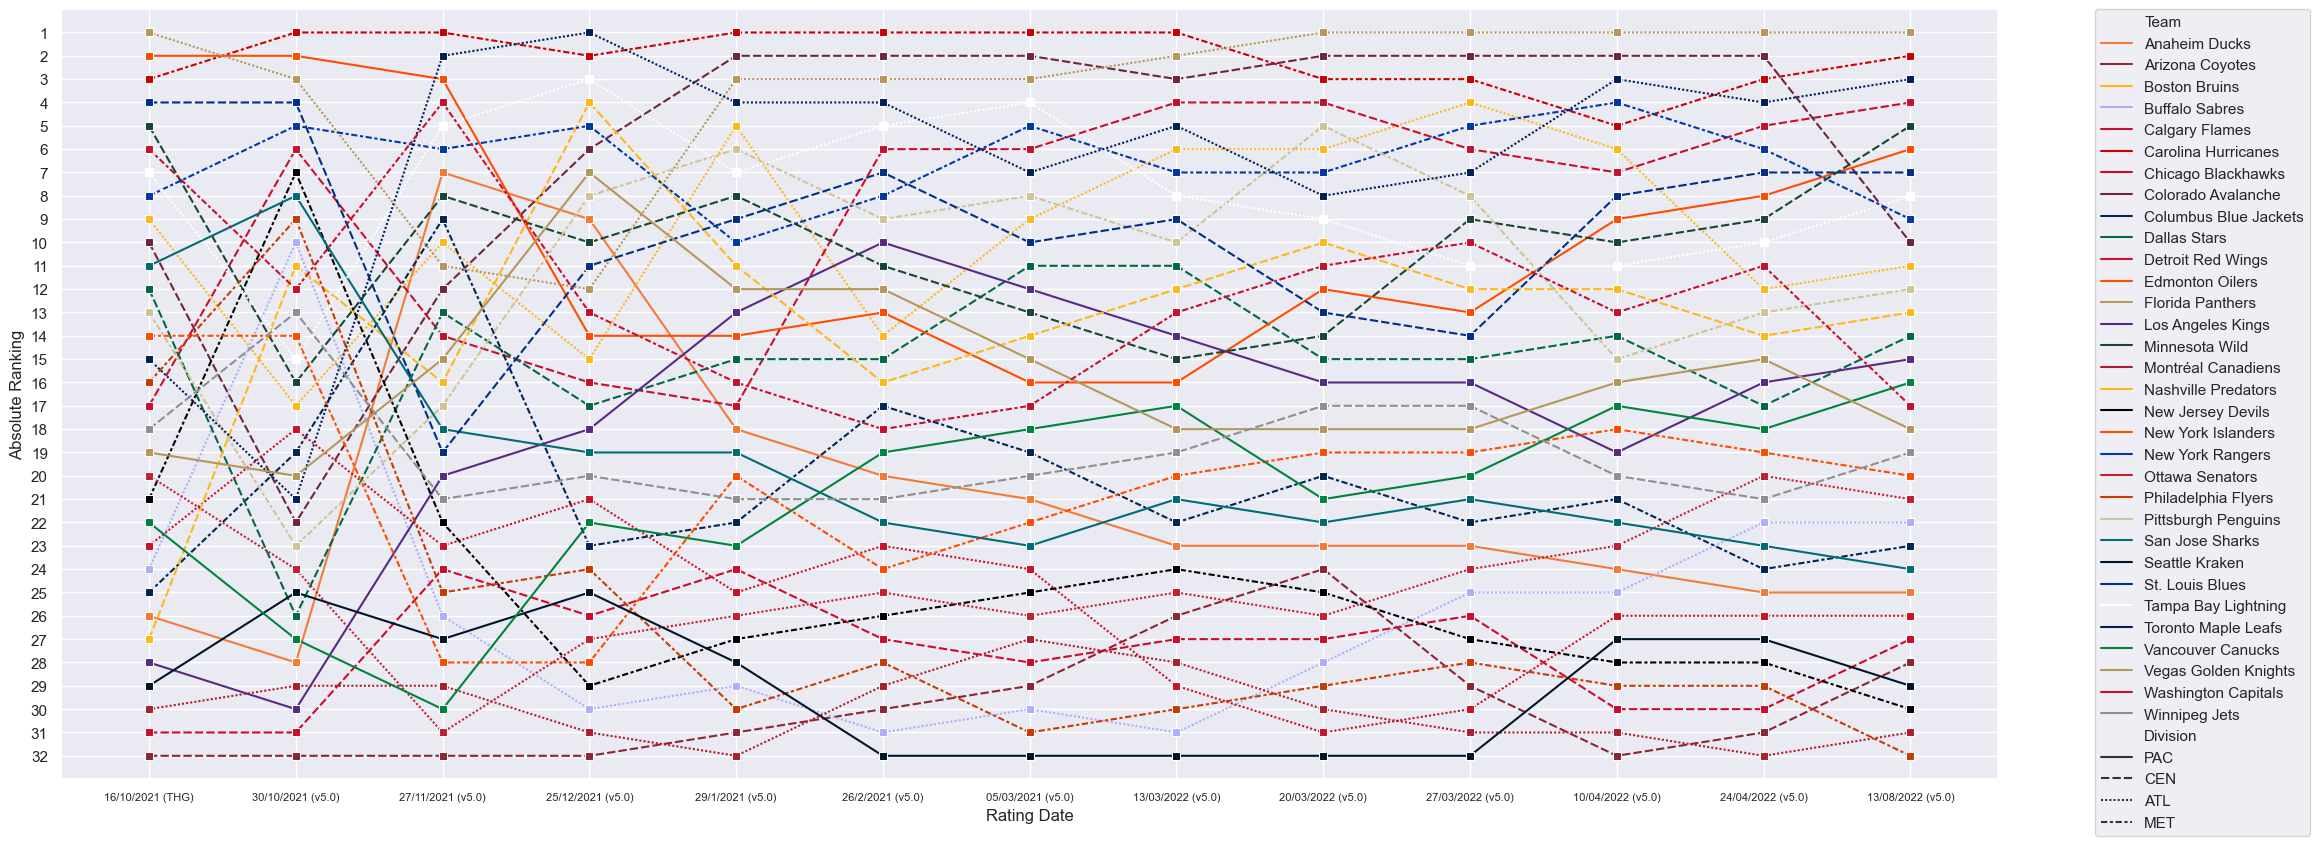 Absolute Ranking
1
2
3
4
5
6
7
8
9
10
11
12
13
14
15
16
17
18
19
20
21
22
23
24
25
26
27
28
29
30
31
32
16/10/2021 (THG) 30/10/2021 (v5.0) 27/11/2021 (v5.0) 25/12/2021 (v5.0) 29/1/2021 (v5.0) 26/2/2021 (v5.0) 05/03/2021 (v5.0) 13/03/2022 (v5.0) 20/03/2022 (v5.0) 27/03/2022 (v5.0) 10/04/2022 (v5.0) 24/04/2022 (v5.0) 13/08/2022 (v5.0)
Rating Date
Team
Anaheim Ducks
Arizona Coyotes
Boston Bruins
Buffalo Sabres
Calgary Flames
Carolina Hurricanes
Chicago Blackhawks
Colorado Avalanche
Columbus Blue Jackets
Dallas Stars
Detroit Red Wings
Edmonton Oilers
Florida Panthers
Los Angeles Kings
Minnesota Wild
Montréal Canadiens
Nashville Predators
New Jersey Devils
New York Islanders
New York Rangers
Ottawa Senators
Philadelphia Flyers
Pittsburgh Penguins
San Jose Sharks
Seattle Kraken
St. Louis Blues
Tampa Bay Lightning
Toronto Maple Leafs
Vancouver Canucks
Vegas Golden Knights
Washington Capitals
Winnipeg Jets
Division
PAC
CEN
ATL
MET